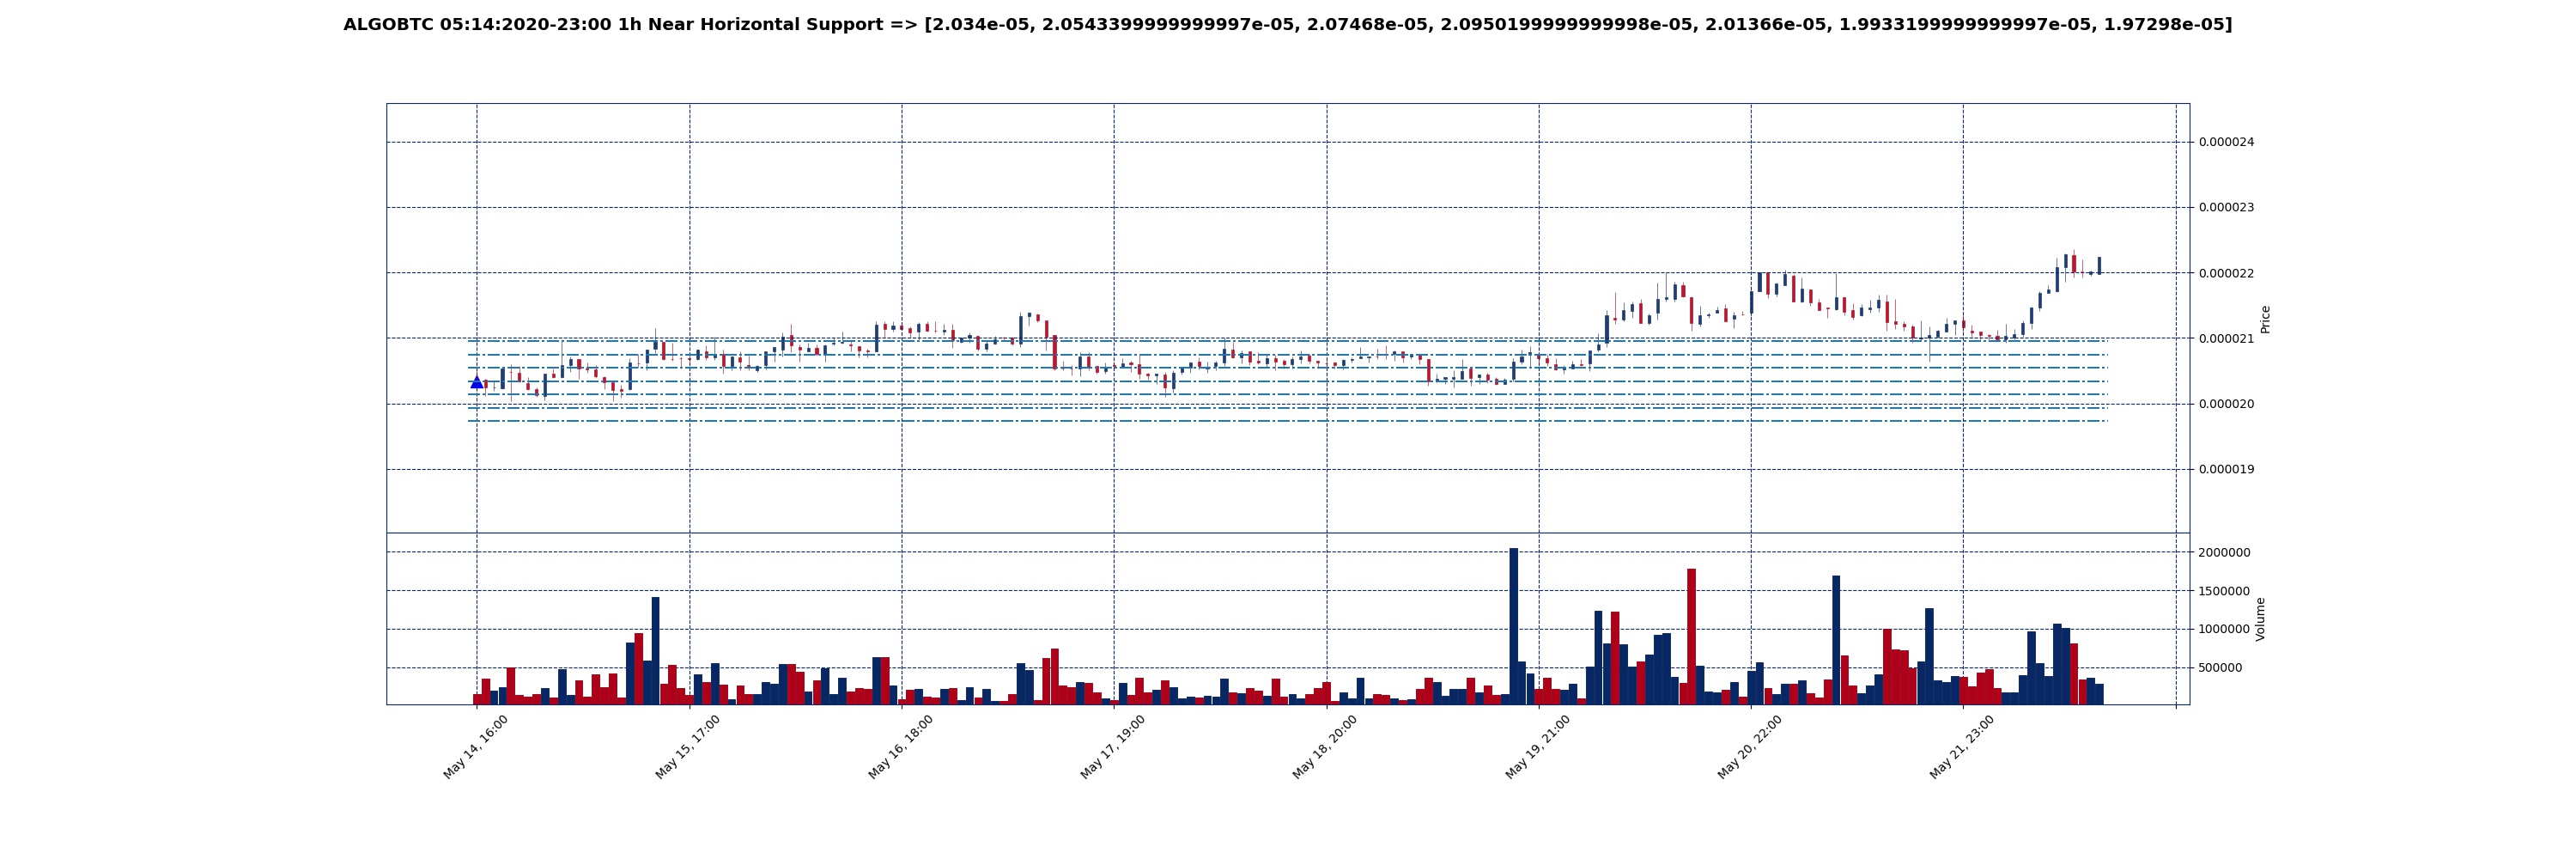 ALGOBTC 05:14:2020-23:00 1h Near Horizontal Support => [2.034e-05, 2.0543399999999997e-05, 2.07468e-05, 2.0950199999999998e-05, 2.01366e-05, 1.9933199999999997e-05, 1.97298e-05]
0.000024
0.000023
0.000022
Price
0.000021
0.000020
0.000019
2000000
1500000
Volume
1000000
500000
May 14, 16:00
May 15, 17:00
May 16, 18:00
May 17, 19:00
May 18, 20:00
May 19, 21:00
May 20, 22:00
May 21, 23:00